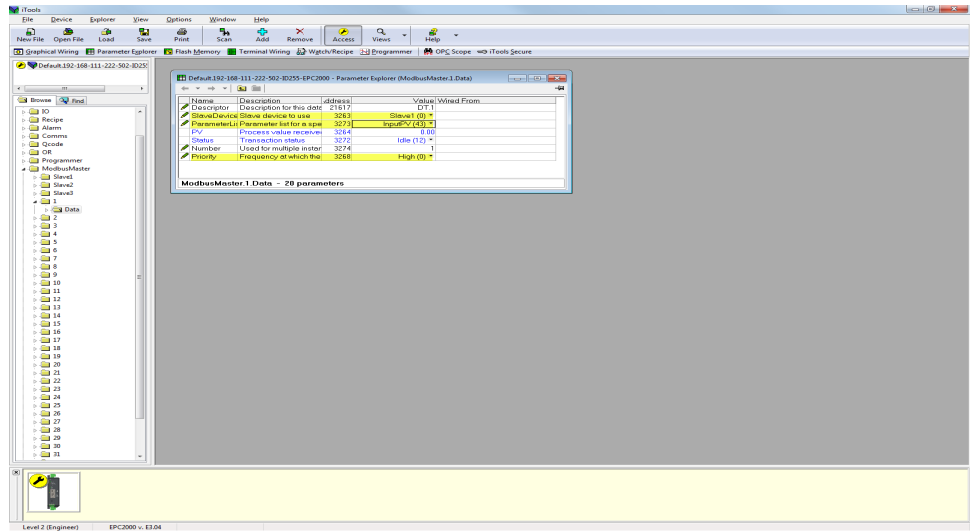 iTools
File Device Explorer View Options Window Help
New File Open File Load Save Print Scan Add Remove Access Views Help
Graphical Wiring Parameter Explorer Flash Memory Terminal Wiring Watch/Recipe Programmer OPC Scope iTools Secure
Default.192-168-111-222-502-ID255
Default.192-168-111-222-502-ID255-EPC2000 - Parameter Explorer (ModbusMaster.1.Data)
Name Description ddress Value Wired From
Descriptor Description for this date 21617 DT.1
SlaveDevice Slave device to use 3263 Slave1 (0)
ParameterLi Parameter list for a spe 3273 InputPV (43)
PV Process value receive 3264 0.00
Status Transaction status 3272 Idle (12)
Number Used for multiple instar 3274 1
Priority Frequency at which the 3268 High (0)
ModbusMaster.1.Data - 20 parameters
Browse Find
IO
Recipe
Alarm
Comms
Qcode
OR
Programmer
ModbusMaster
Slave1
Slave2
Slave3
1
Data
2
3
4
5
6
7
8
9
10
11
12
13
14
15
16
17
18
19
20
21
22
23
24
25
26
27
28
29
30
31
Level 2 (Engineer) EPC2000 v. E3.04